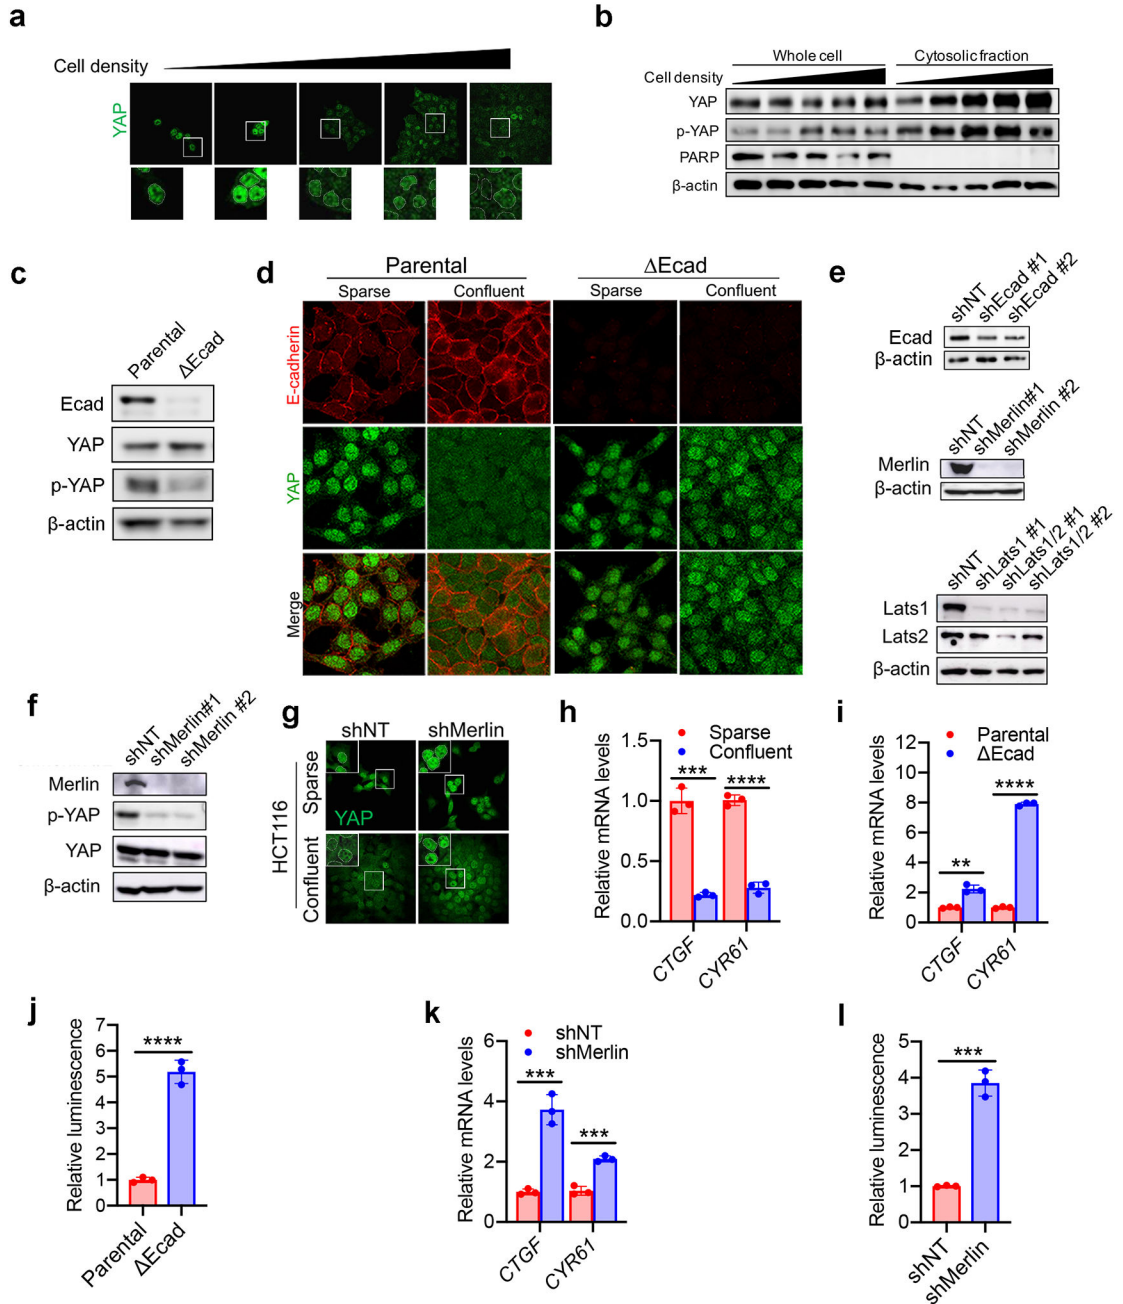 a
Cell density
YAP
b
Whole cell
Cytosolic fraction
Cell density
YAP
p-YAP
PARP
β-actin
c
Parental
ΔEcad
Ecad
YAP
p-YAP
β-actin
d
Parental
ΔEcad
Sparse
Confluent
Sparse
Confluent
E-cadherin
YAP
Merge
e
shNT
shEcad #1
shEcad #2
Ecad
β-actin
shNT
shMerlin#1
shMerlin #2
Merlin
β-actin
shNT
shLats1 #1
shLats1/2 #1
shLats1/2 #2
Lats1
Lats2
β-actin
f
shNT
shMerlin#1
shMerlin #2
Merlin
p-YAP
YAP
β-actin
g
shNT
shMerlin
HCT116
Sparse
Confluent
YAP
h
Sparse
Confluent
Relative mRNA levels
1.5
1.0
0.5
0.0
***
****
CTGF
CYR61
i
Parental
ΔEcad
Relative mRNA levels
12
10
8
6
4
2
0
**
****
CTGF
CYR61
j
Relative luminescence
7
6
5
4
3
2
1
0
****
Parental
ΔEcad
k
shNT
shMerlin
Relative mRNA levels
6
4
2
0
***
***
CTGF
CYR61
l
Relative luminescence
5
4
3
2
1
0
***
shNT
shMerlin